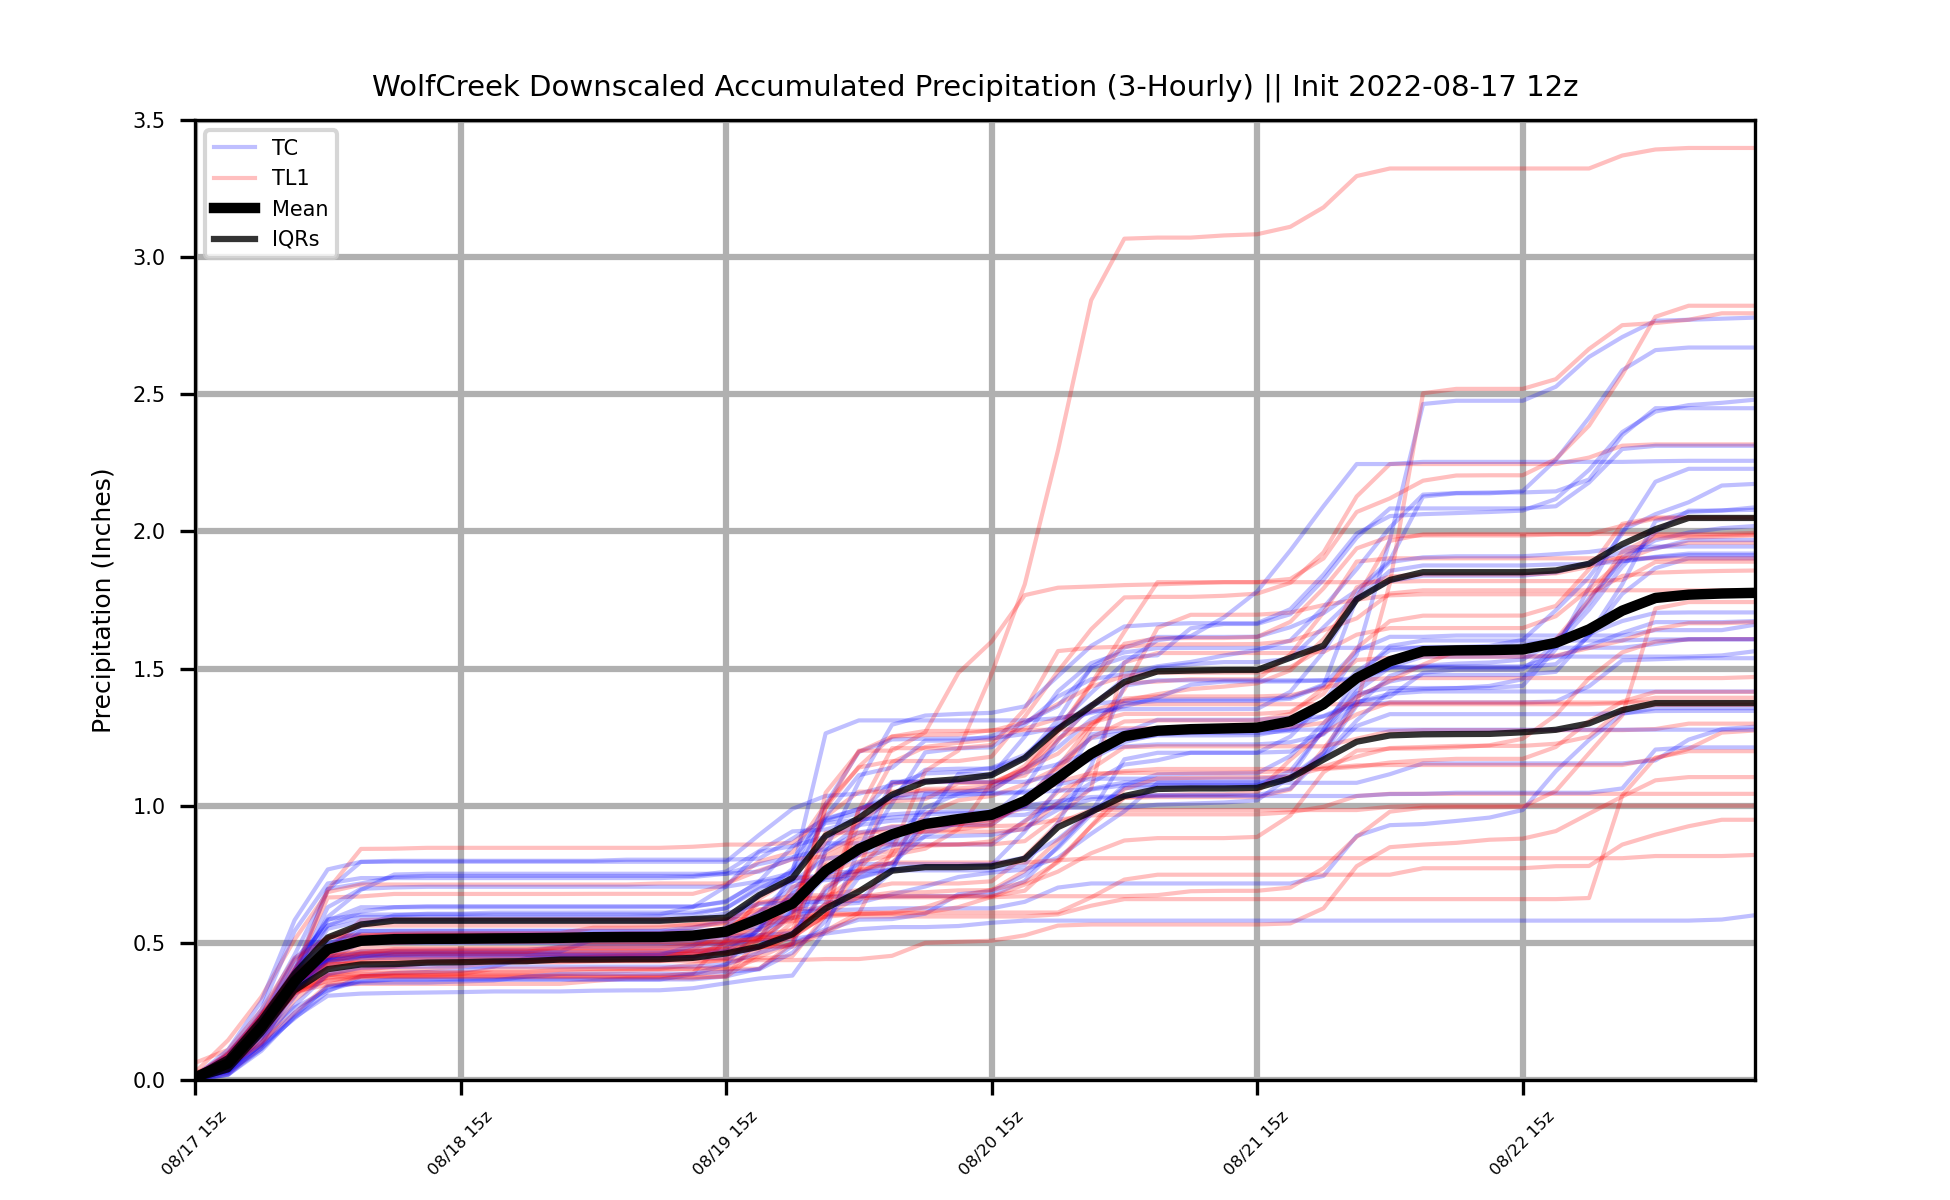 WolfCreek Downscaled Accumulated Precipitation (3-Hourly) || Init 2022-08-17 12z
3.5
3.0
2.5
2.0
1.5
1.0
0.5
0.0
Precipitation (Inches)
TC
TL1
Mean
IQRs
08/17 15z
08/18 15z
08/19 15z
08/20 15z
08/21 15z
08/22 15z